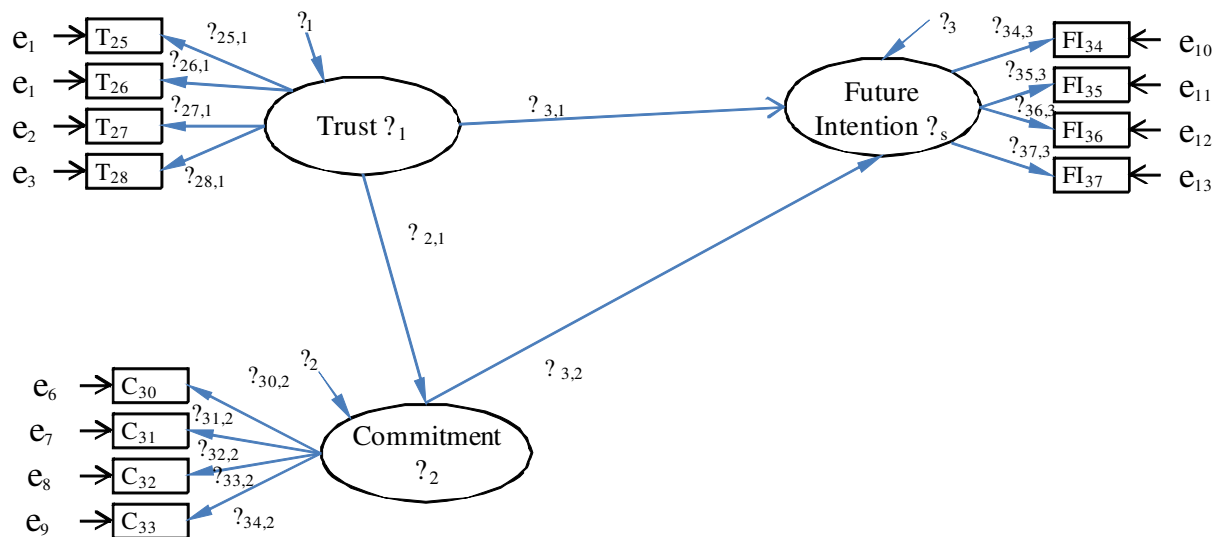 e1 T25 ?25,1 ?1
e1 T26 ?26,1
e2 T27 ?27,1
e3 T28 ?28,1
Trust ?1
? 3,1
?3
Future
Intention ?s
?34,3 FI34 e10
?35,3 FI35 e11
?36,3 FI36 e12
?37,3 FI37 e13
? 2,1
? 3,2
e6 C30 ?30,2 ?2
e7 C31 ?31,2
e8 C32 ?32,2
?33,2
e9 C33 ?34,2
Commitment
?2